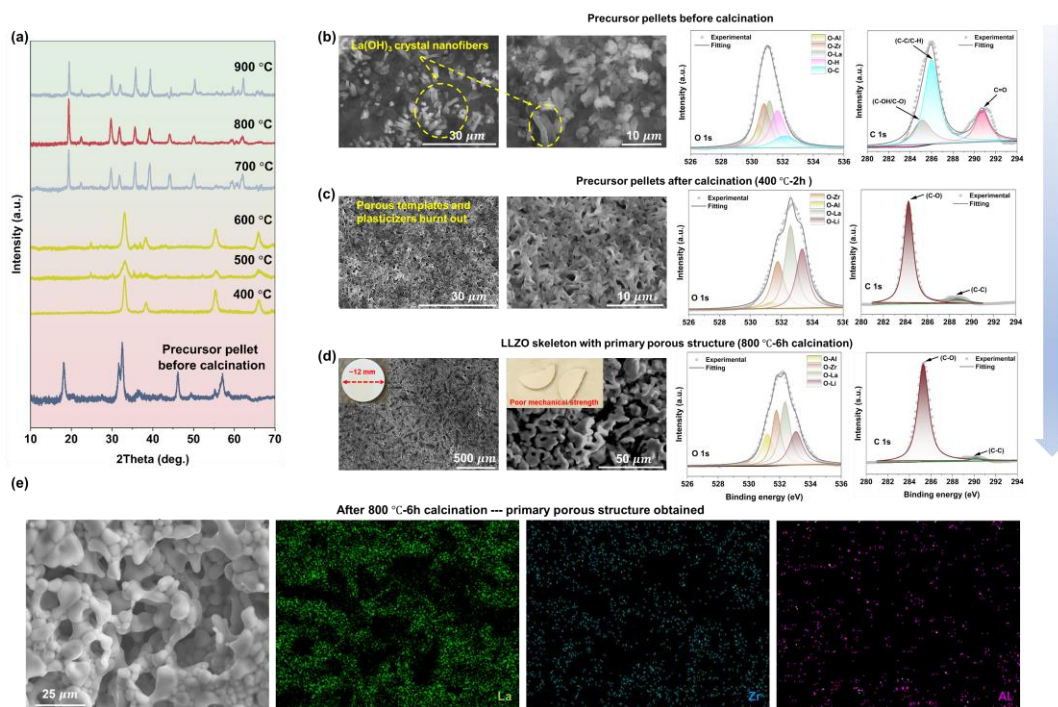 (a)
900 °C
800 °C
700 °C
600 °C
500 °C
400 °C
Precursor pellet
before calcination
Intensity (a.u.)
10 20 30 40 50 60 70
2Theta (deg.)
Precursor pellets before calcination
(b)
La(OH)3 crystal nanofibers
30 μm
10 μm
Experimental
Fitting
O-Al
O-Zr
O-La
O-H
O-C
O 1s
Intensity (a.u.)
526 528 530 532 534 536
Experimental
Fitting
(C-C/C-H)
(C-OH/C-O)
C=O
C 1s
280 282 284 286 288 290 292 294
Precursor pellets after calcination (400 °C-2h )
(c)
Porous templates and
plasticizers burnt out
30 μm
10 μm
Experimental
Fitting
O-Zr
O-Al
O-La
O-Li
O 1s
Intensity (a.u.)
526 528 530 532 534 536
(C-O)
Experimental
Fitting
(C-C)
C 1s
280 282 284 286 288 290 292 294
LLZO skeleton with primary porous structure (800 °C-6h calcination)
(d)
~12 mm
500 μm
Poor mechanical strength
50 μm
Experimental
Fitting
O-Al
O-Zr
O-La
O-Li
O 1s
Intensity (a.u.)
526 528 530 532 534 536
Binding energy (eV)
(C-O)
Experimental
Fitting
(C-C)
C 1s
280 282 284 286 288 290 292 294
Binding energy (eV)
(e)
After 800 °C-6h calcination --- primary porous structure obtained
25 μm
La
Zr
Al